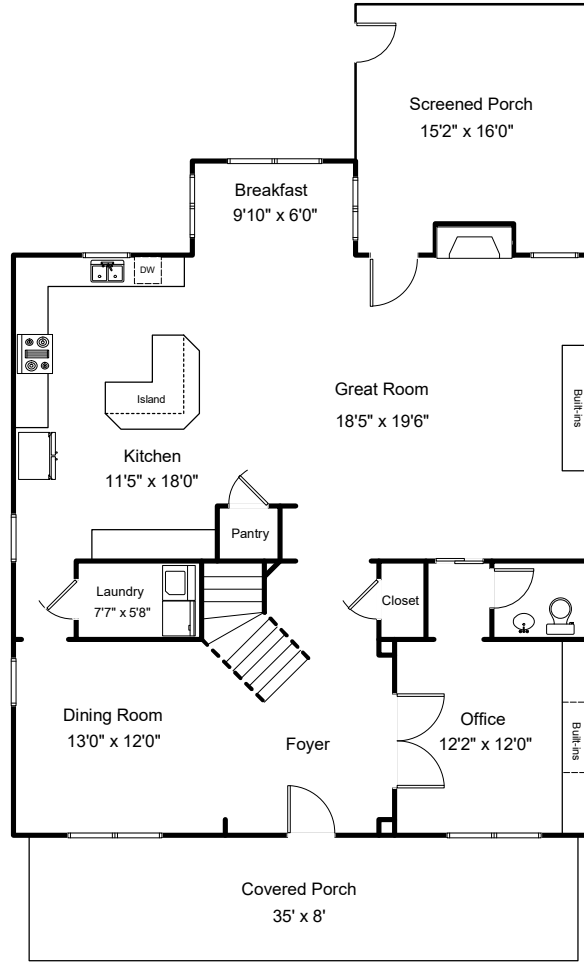 Screened Porch
15'2" x 16'0"
Breakfast
9'10" x 6'0"
DW
Great Room
18'5" x 19'6"
Built-ins
Island
Kitchen
11'5" x 18'0"
Pantry
Laundry
7'7" x 5'8"
Closet
Dining Room
13'0" x 12'0"
Foyer
Office
12'2" x 12'0"
Built-ins
Covered Porch
35' x 8'